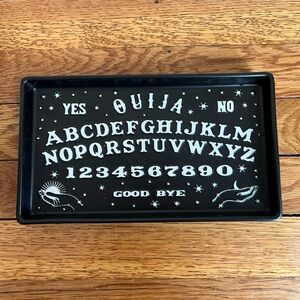 YES OUIJA NO
ABCDEFGHIJKLM
NOPQRSTUVWXYZ
1234567890
GOOD BYE